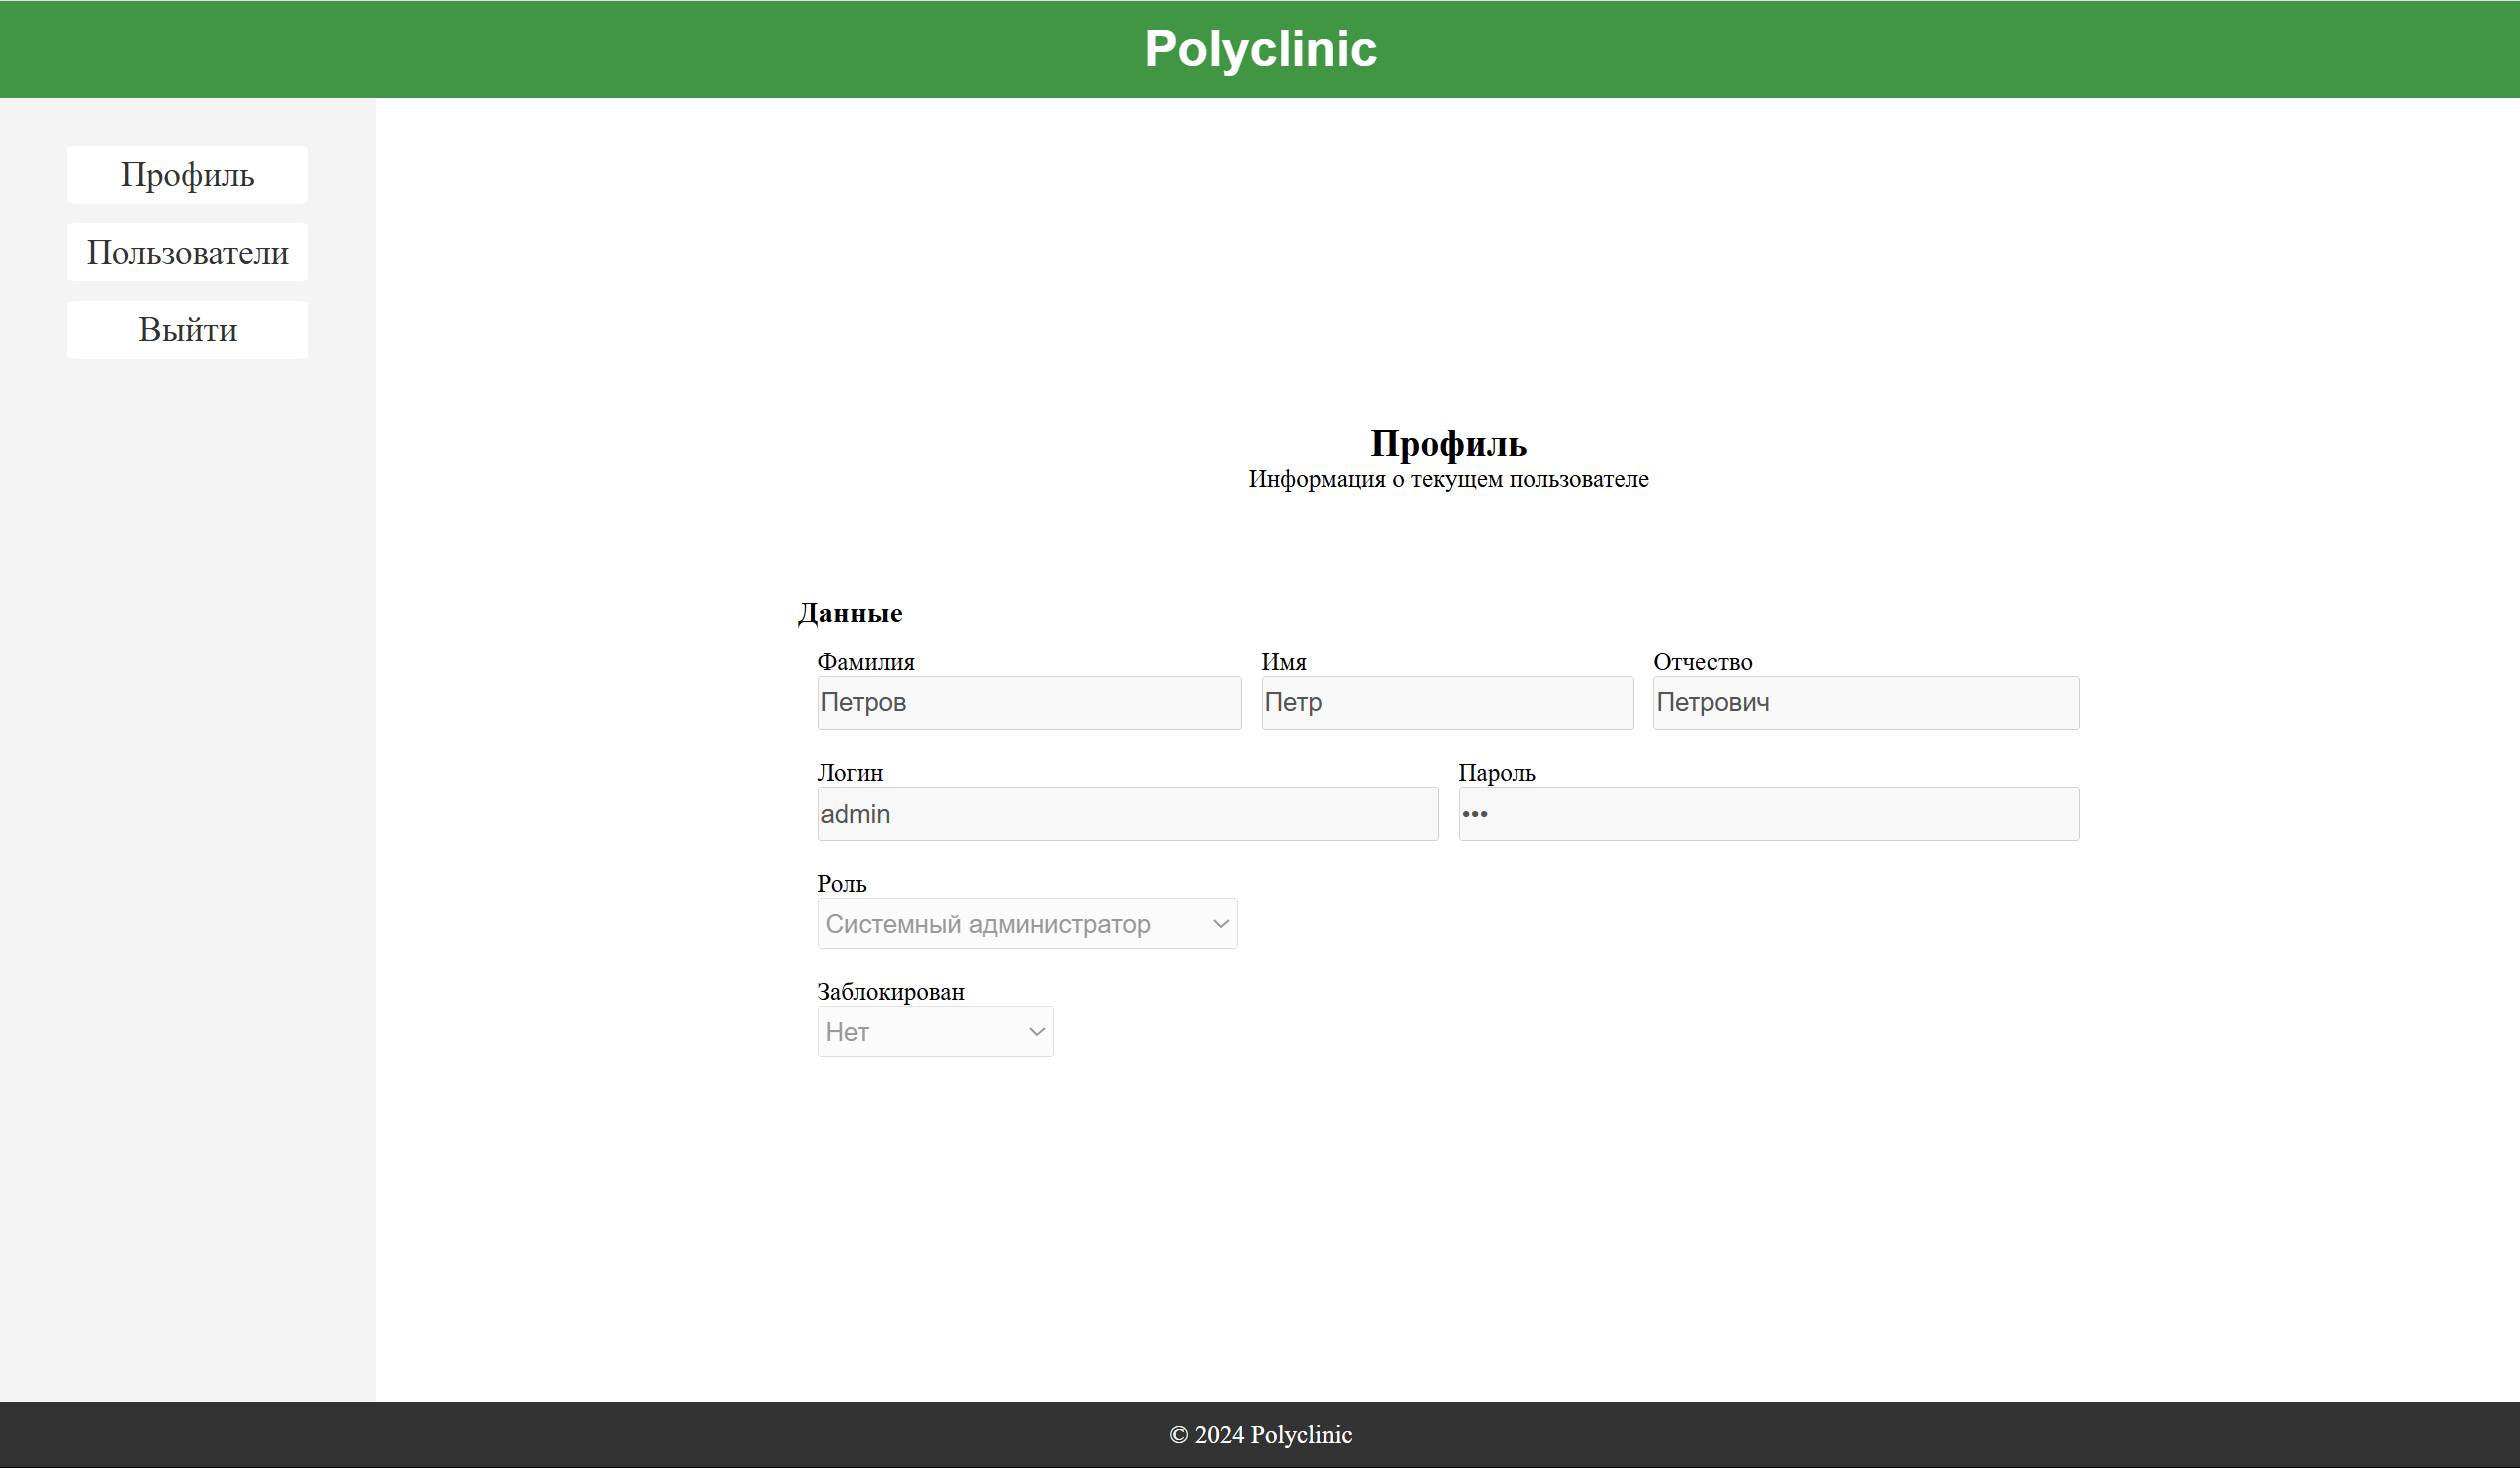 Polyclinic
Профиль
Пользователи
Выйти
Профиль
Информация о текущем пользователе
Данные
Фамилия Имя Отчество
Петров Петр Петрович
Логин Пароль
admin •••
Роль
Системный администратор
Заблокирован
Нет
© 2024 Polyclinic